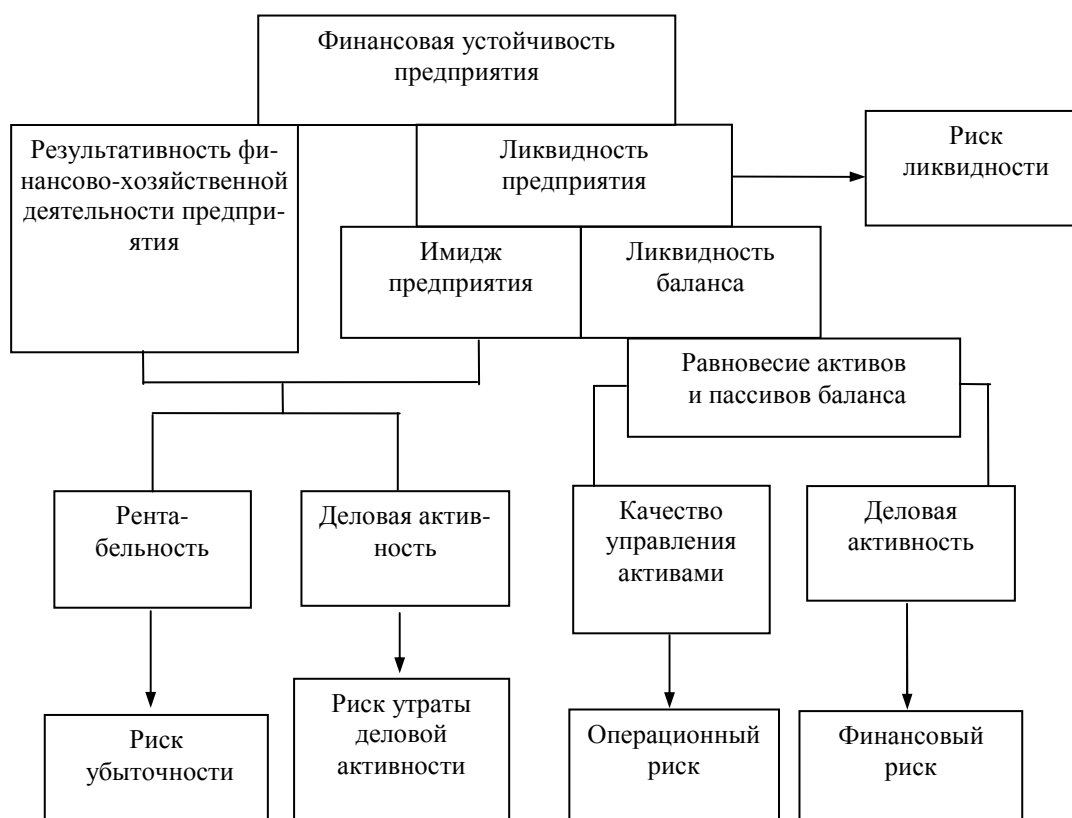 Финансовая устойчивость
предприятия
Результативность фи-
нансово-хозяйственной
деятельности предпри-
ятия
Ликвидность
предприятия
Риск
ликвидности
Имидж
предприятия
Ликвидность
баланса
Равновесие активов
и пассивов баланса
Рента-
бельность
Деловая актив-
ность
Качество
управления
активами
Деловая
активность
Риск
убыточности
Риск утраты
деловой
активности
Операционный
риск
Финансовый
риск